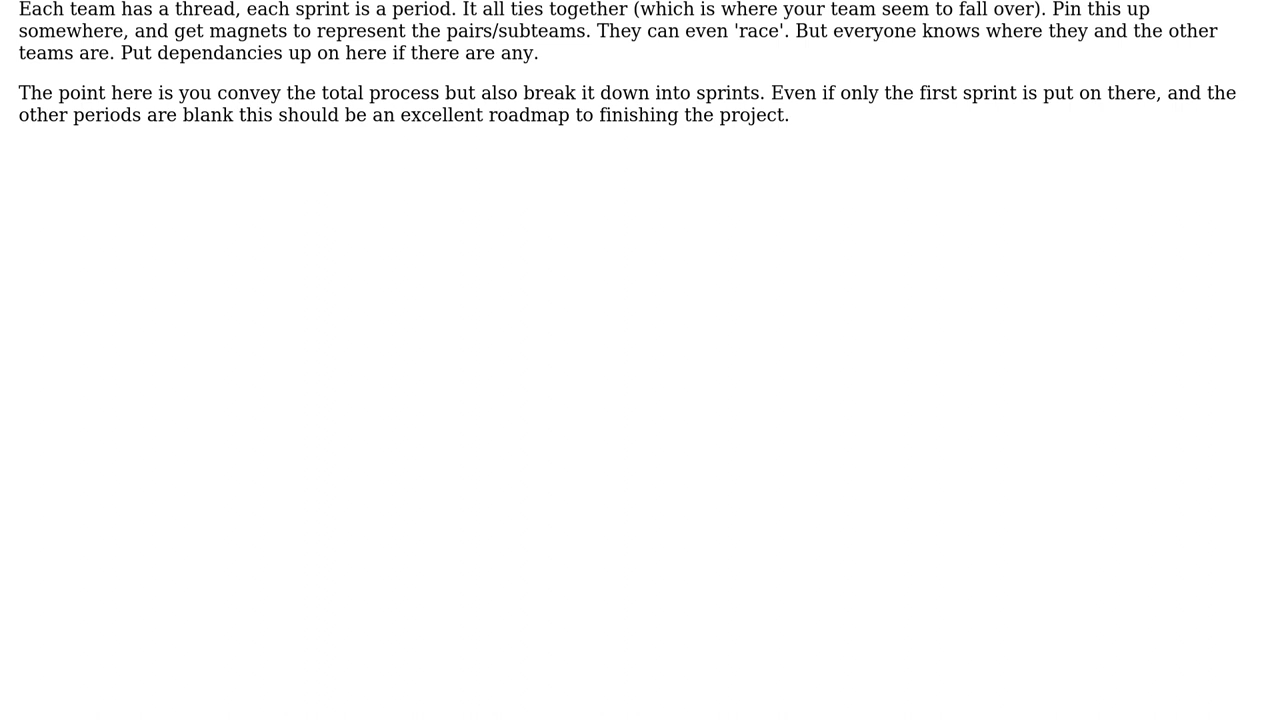 Each team has a thread, each sprint is a period. It all ties together (which is where your team seem to fall over). Pin this up
somewhere, and get magnets to represent the pairs/subteams. They can even 'race'. But everyone knows where they and the other
teams are. Put dependancies up on here if there are any.
The point here is you convey the total process but also break it down into sprints. Even if only the first sprint is put on there, and the
other periods are blank this should be an excellent roadmap to finishing the project.